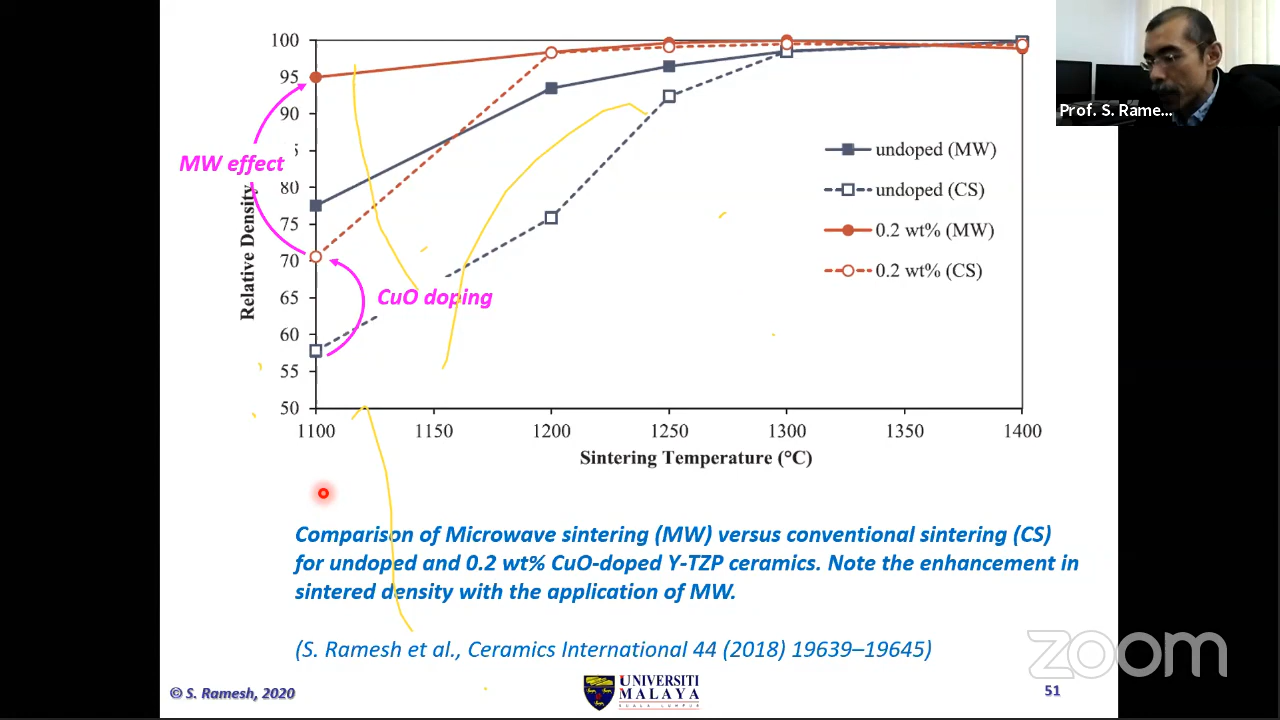 100
95
90
5
80
75
70
65
60
55
50
Relative Density
MW effect
CuO doping
undoped (MW)
undoped (CS)
0.2 wt% (MW)
0.2 wt% (CS)
1100 1150 1200 1250 1300 1350 1400
Sintering Temperature (°C)
Comparison of Microwave sintering (MW) versus conventional sintering (CS)
for undoped and 0.2 wt% CuO-doped Y-TZP ceramics. Note the enhancement in
sintered density with the application of MW.
(S. Ramesh et al., Ceramics International 44 (2018) 19639–19645)
© S. Ramesh, 2020
UNIVERSITI
MALAYA
KUALA LUMPUR
51
Prof. S. Rame...
zoom